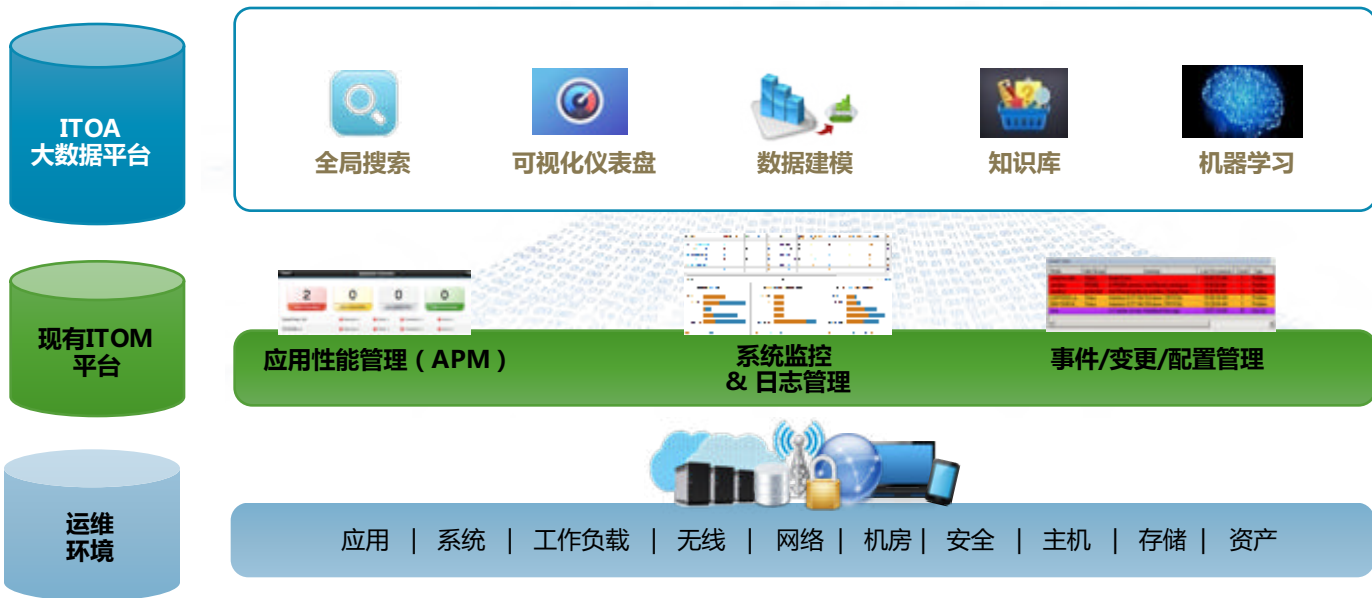 ITOA
大数据平台
全局搜索
可视化仪表盘
数据建模
知识库
机器学习
现有ITOM
平台
2 0 0 0
应用性能管理（APM）
系统监控
& 日志管理
事件/变更/配置管理
运维
环境
应用 | 系统 | 工作负载 | 无线 | 网络 | 机房 | 安全 | 主机 | 存储 | 资产